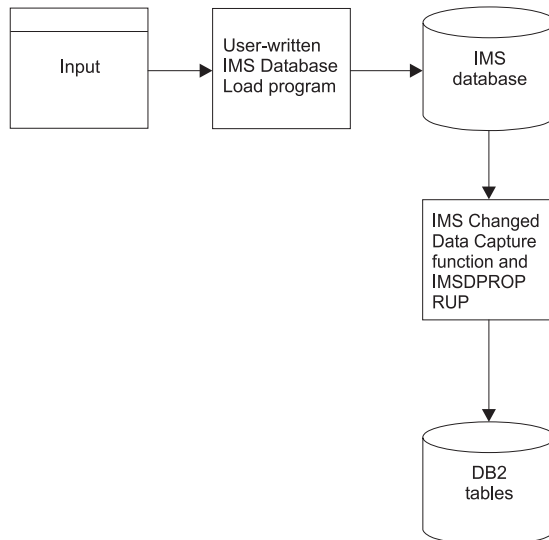 Input
User-written
IMS Database
Load program
IMS
database
IMS Changed
Data Capture
function and
IMSDPROP
RUP
DB2
tables